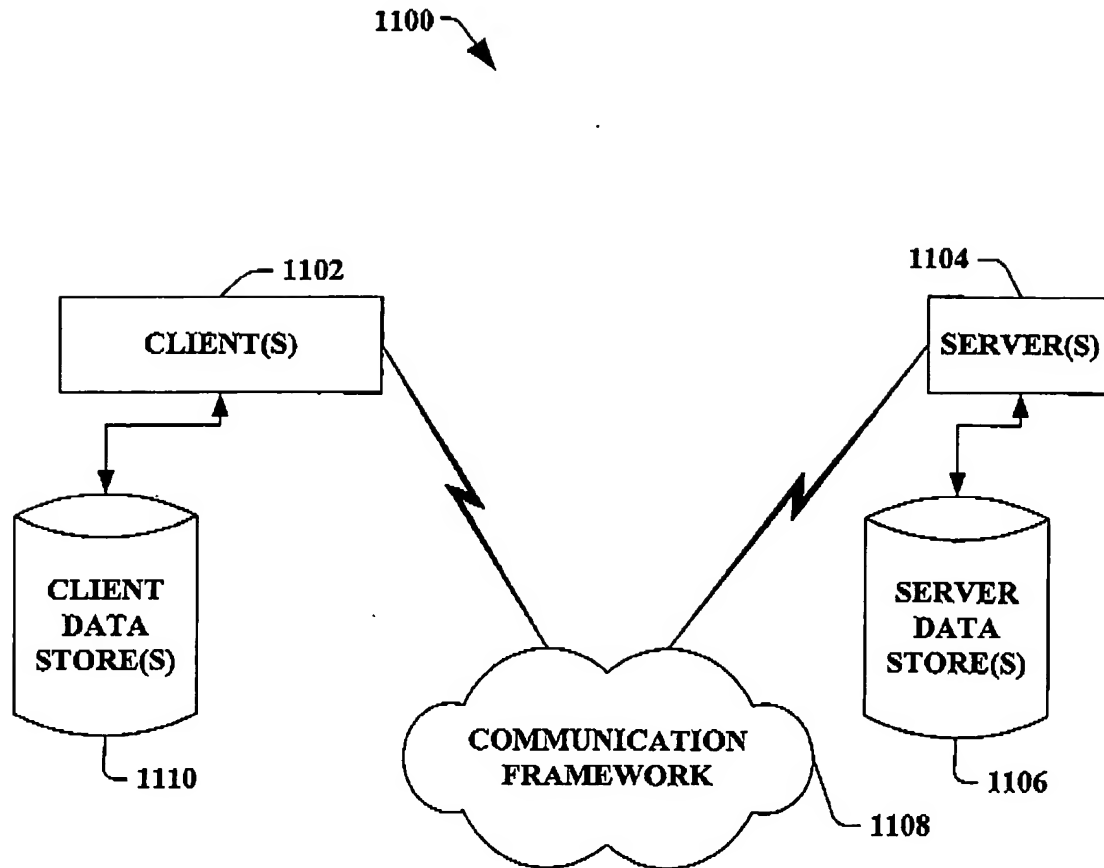 1100
1102
1104
CLIENT(S)
SERVER(S)
CLIENT
DATA
STORE(S)
SERVER
DATA
STORE(S)
COMMUNICATION
FRAMEWORK
1110
1106
1108